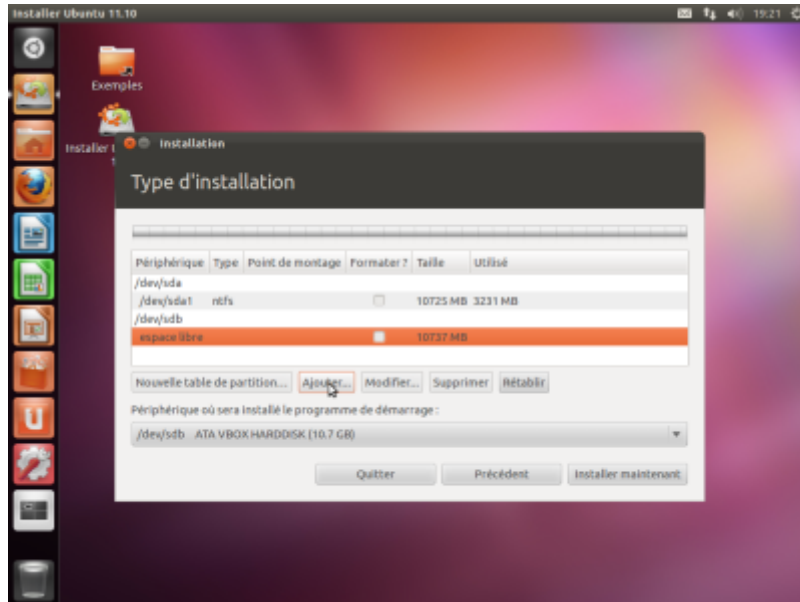 Installer Ubuntu 11.10
19:21
Exemples
Installer
Installation
Type d'installation
Périphérique Type Point de montage Formater ? Taille Utilisé
/dev/sda
/dev/sda1 ntfs 10725 MB 3231 MB
/dev/sdb
espace libre 10737 MB
Nouvelle table de partition... Ajouter... Modifier... Supprimer Rétablir
Périphérique où sera installé le programme de démarrage :
/dev/sdb ATA VBOX HARDDISK (10.7 GB)
Quitter Précédent Installer maintenant